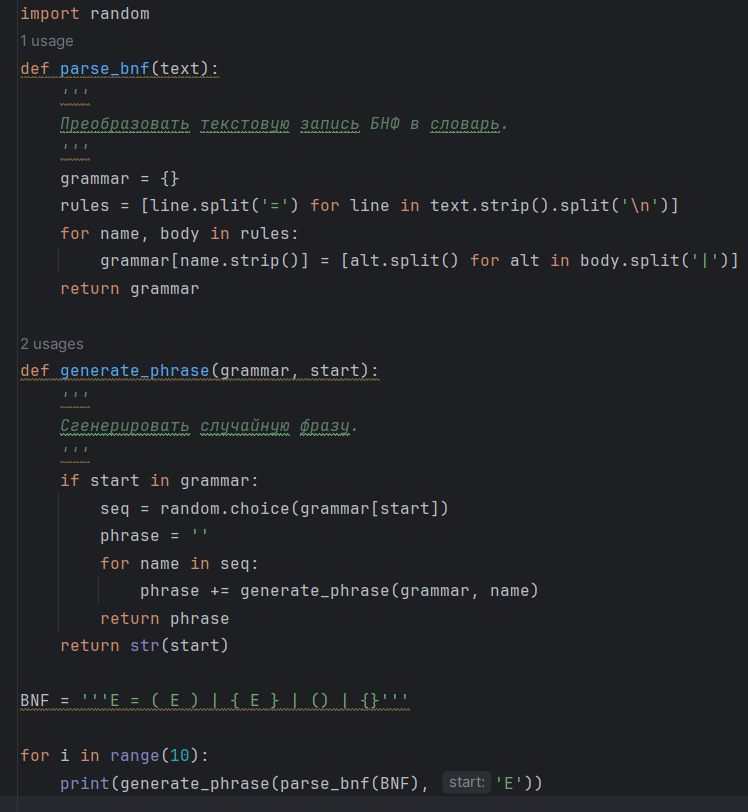 import random
1 usage
def parse_bnf(text):
    '''
    Преобразовать текстовую запись БНФ в словарь.
    '''
    grammar = {}
    rules = [line.split('=') for line in text.strip().split('\n')]
    for name, body in rules:
        grammar[name.strip()] = [alt.split() for alt in body.split('|')]
    return grammar
2 usages
def generate_phrase(grammar, start):
    '''
    Сгенерировать случайную фразу.
    '''
    if start in grammar:
        seq = random.choice(grammar[start])
        phrase = ''
        for name in seq:
            phrase += generate_phrase(grammar, name)
        return phrase
    return str(start)
BNF = '''E = ( E ) | { E } | () | {}'''
for i in range(10):
    print(generate_phrase(parse_bnf(BNF), start: 'E'))